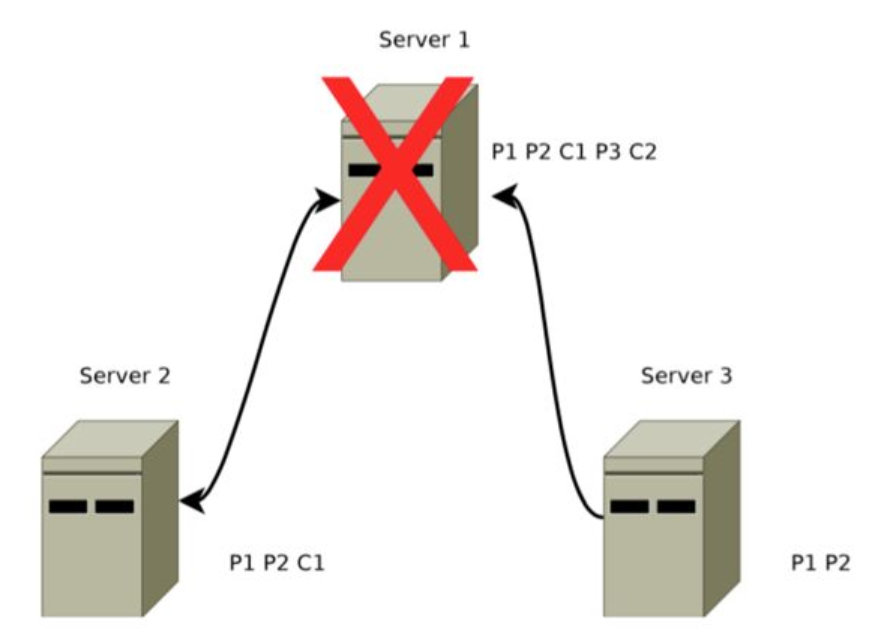 Server 1
P1 P2 C1 P3 C2
Server 2
Server 3
P1 P2 C1
P1 P2